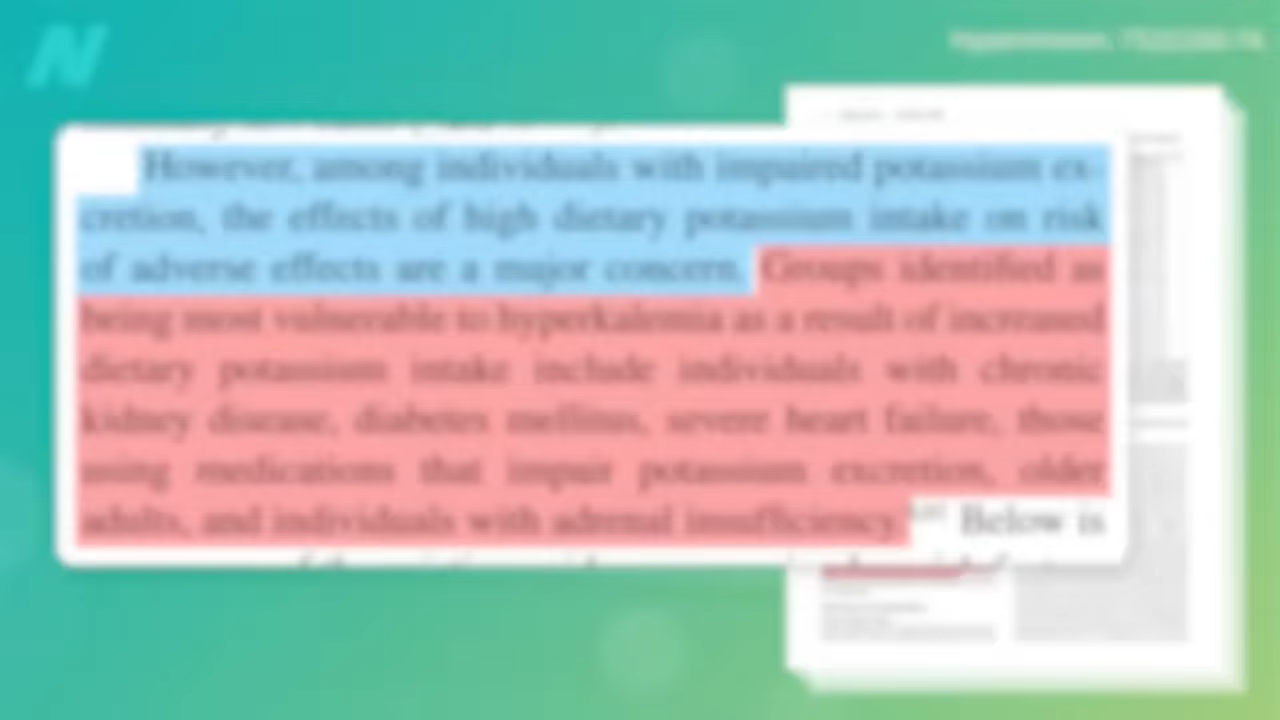 N
However, among individuals with impaired potassium ex-
cretion, the effects of high dietary potassium intake on risk
of adverse effects are a major concern. Groups identified as
being most vulnerable to hyperkalemia as a result of increased
dietary potassium intake include individuals with chronic
kidney disease, diabetes mellitus, severe heart failure, those
using medications that impair potassium excretion, older
adults, and individuals with adrenal insufficiency. Below is